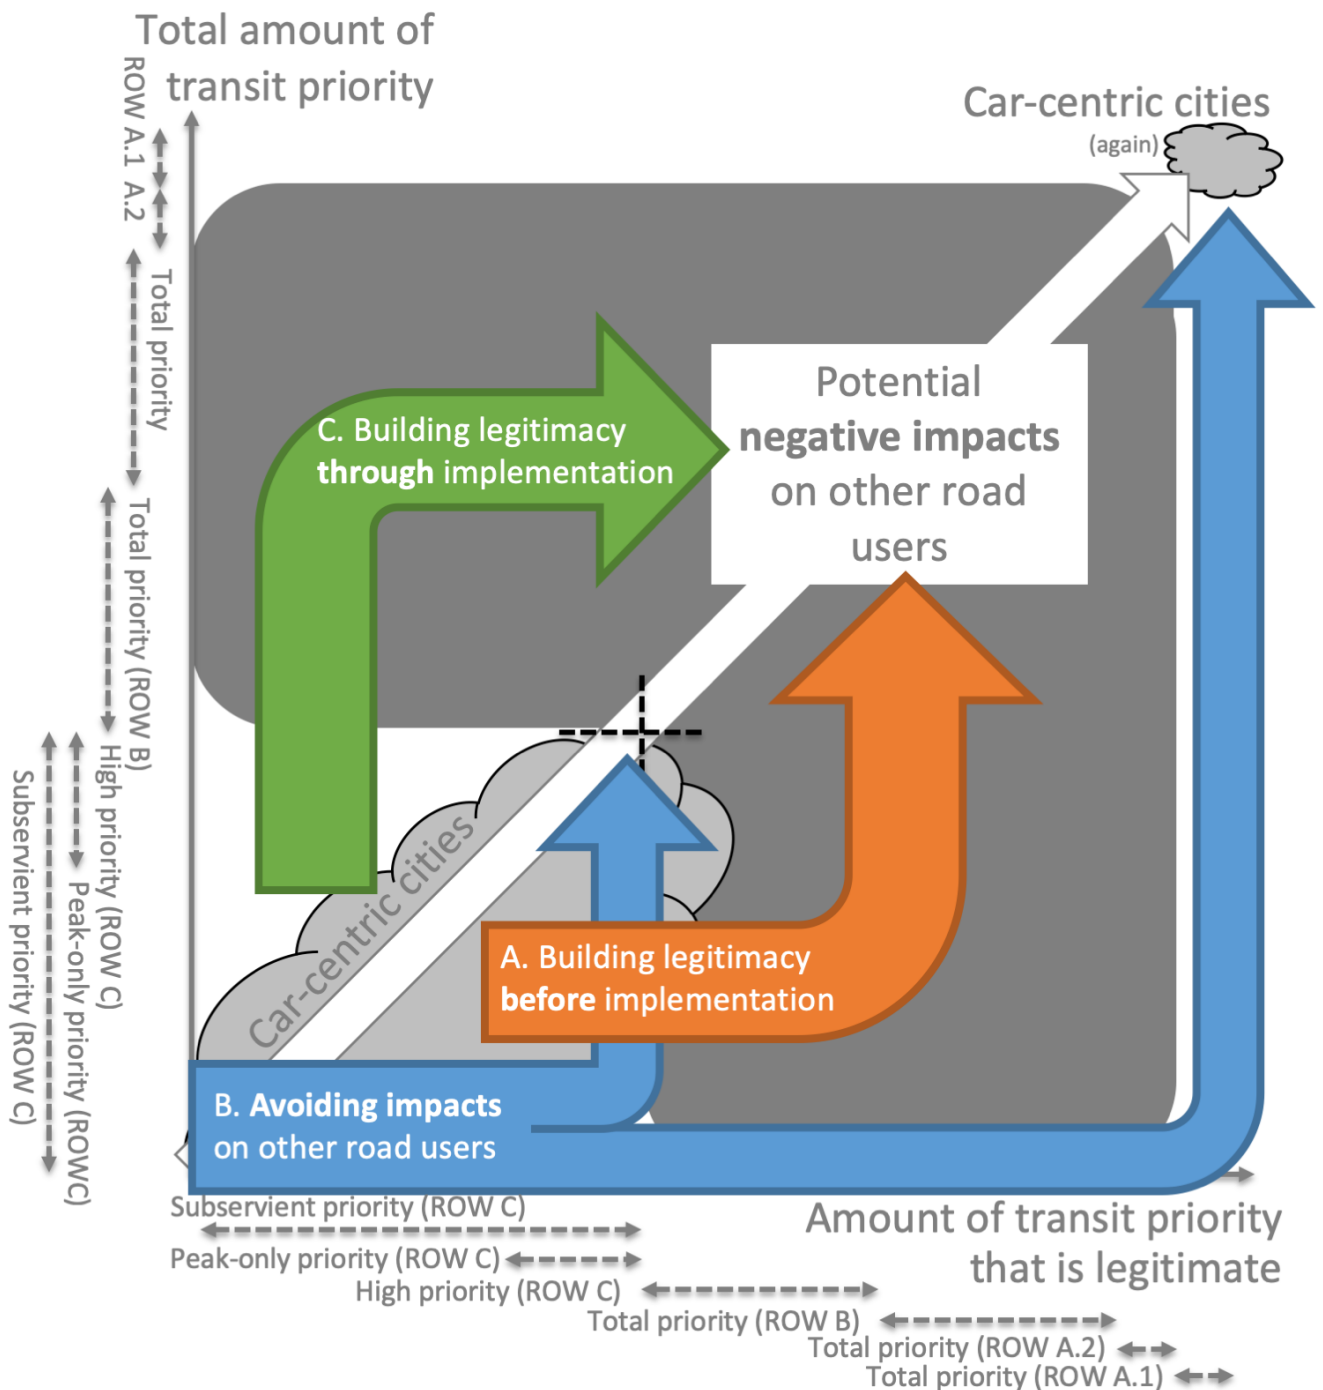 Total amount of
transit priority
Car-centric cities
(again)
ROW A.1
A.2
Total priority
Total priority (ROW B)
High priority (ROW C)
Peak-only priority (ROWC)
Subservient priority (ROW C)
C. Building legitimacy
through implementation
Potential
negative impacts
on other road
users
Car-centric cities
A. Building legitimacy
before implementation
B. Avoiding impacts
on other road users
Subservient priority (ROW C)
Peak-only priority (ROW C)
High priority (ROW C)
Total priority (ROW B)
Total priority (ROW A.2)
Total priority (ROW A.1)
Amount of transit priority
that is legitimate